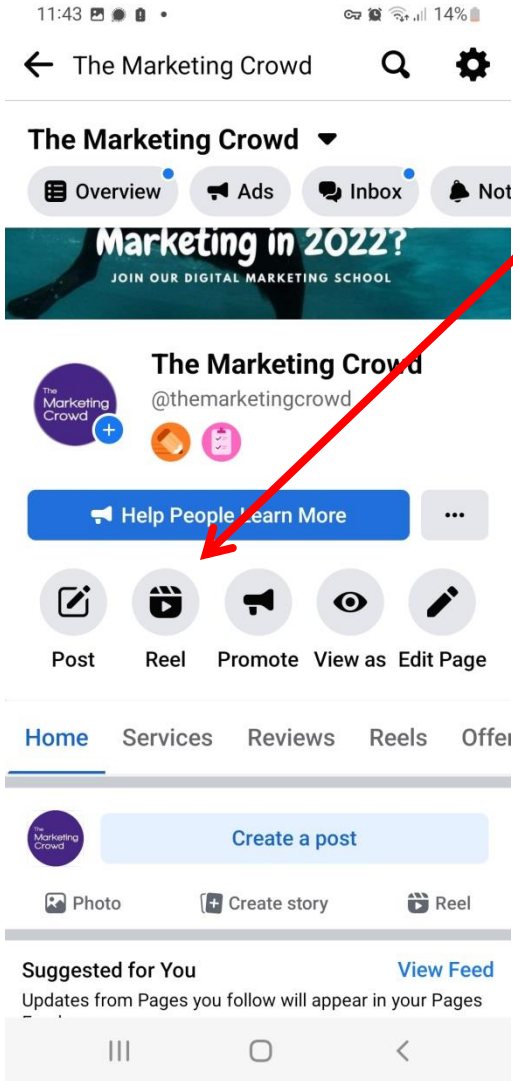 11:43 14%
The Marketing Crowd
The Marketing Crowd
Overview Ads Inbox Not
Marketing in 2022?
JOIN OUR DIGITAL MARKETING SCHOOL
The Marketing Crowd
The
Marketing
Crowd
@themarketingcrowd
Help People Learn More
Post Reel Promote View as Edit Page
Home Services Reviews Reels Offer
The
Marketing
Crowd
Create a post
Photo Create story Reel
Suggested for You View Feed
Updates from Pages you follow will appear in your Pages